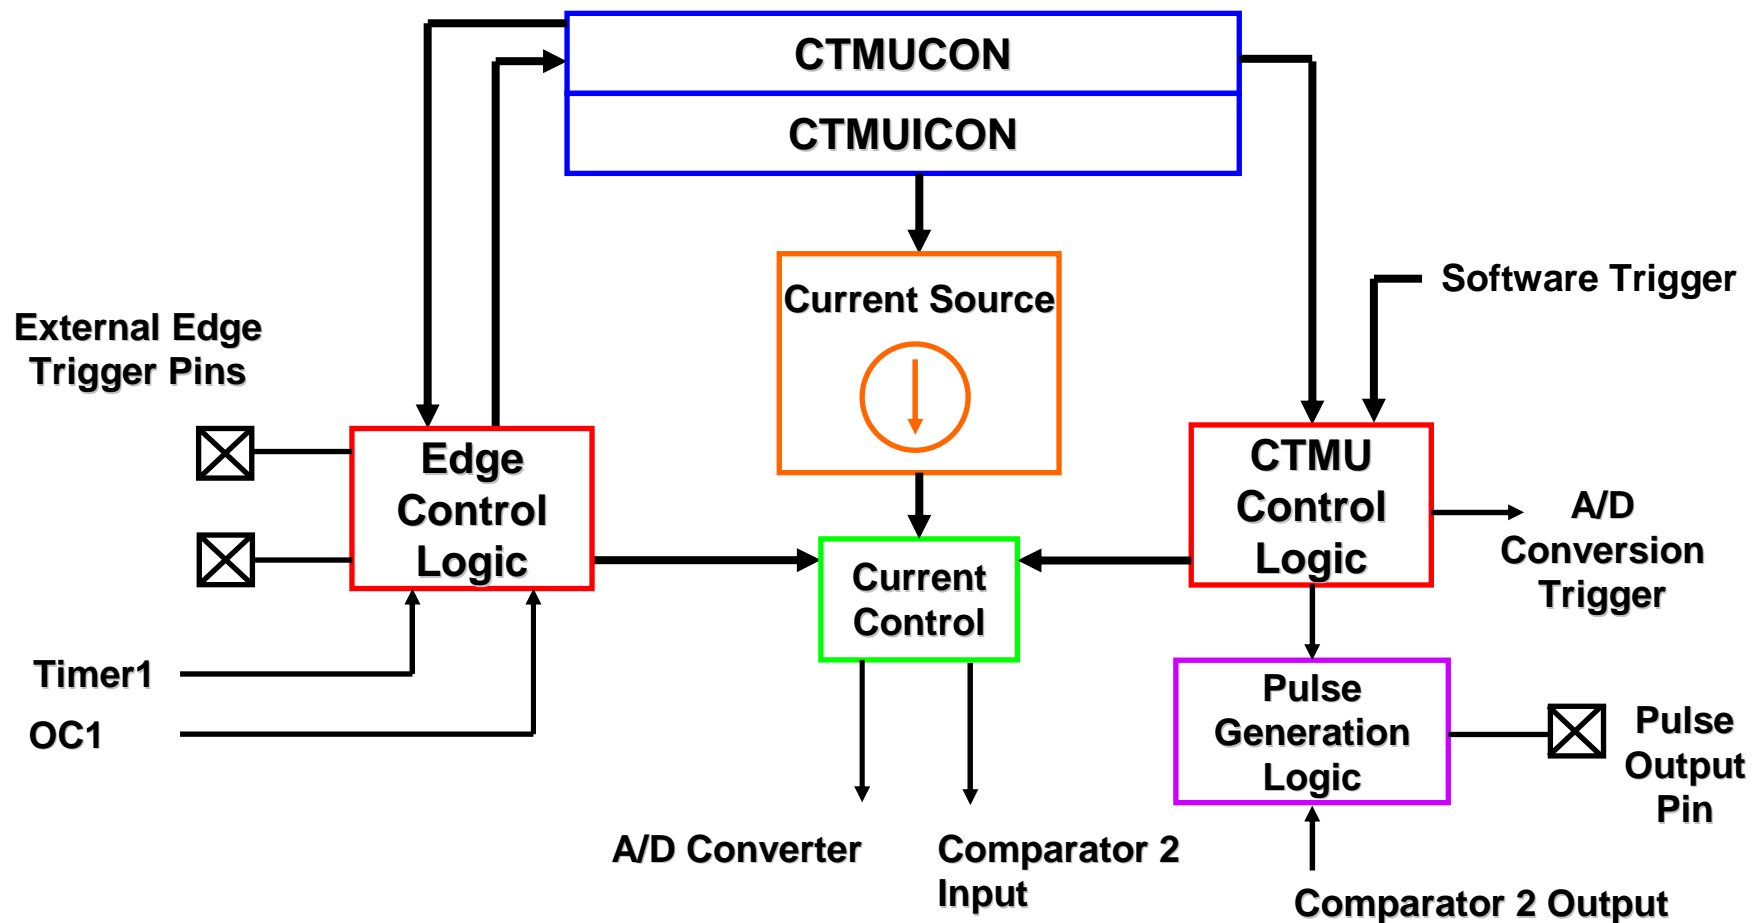 CTMUCON
CTMUICON
Current Source
Software Trigger
External Edge
Trigger Pins
Edge
Control
Logic
CTMU
Control
Logic
A/D
Conversion
Trigger
Current
Control
Timer1
OC1
Pulse
Generation
Logic
Pulse
Output
Pin
A/D Converter
Comparator 2
Input
Comparator 2 Output